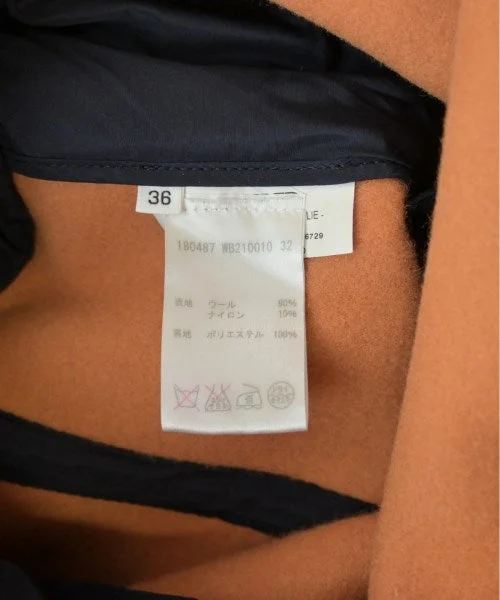 36
LIE -
6729
180487 WB210010 32
表地 ウール 90%
ナイロン 10%
裏地 ポリエステル 100%